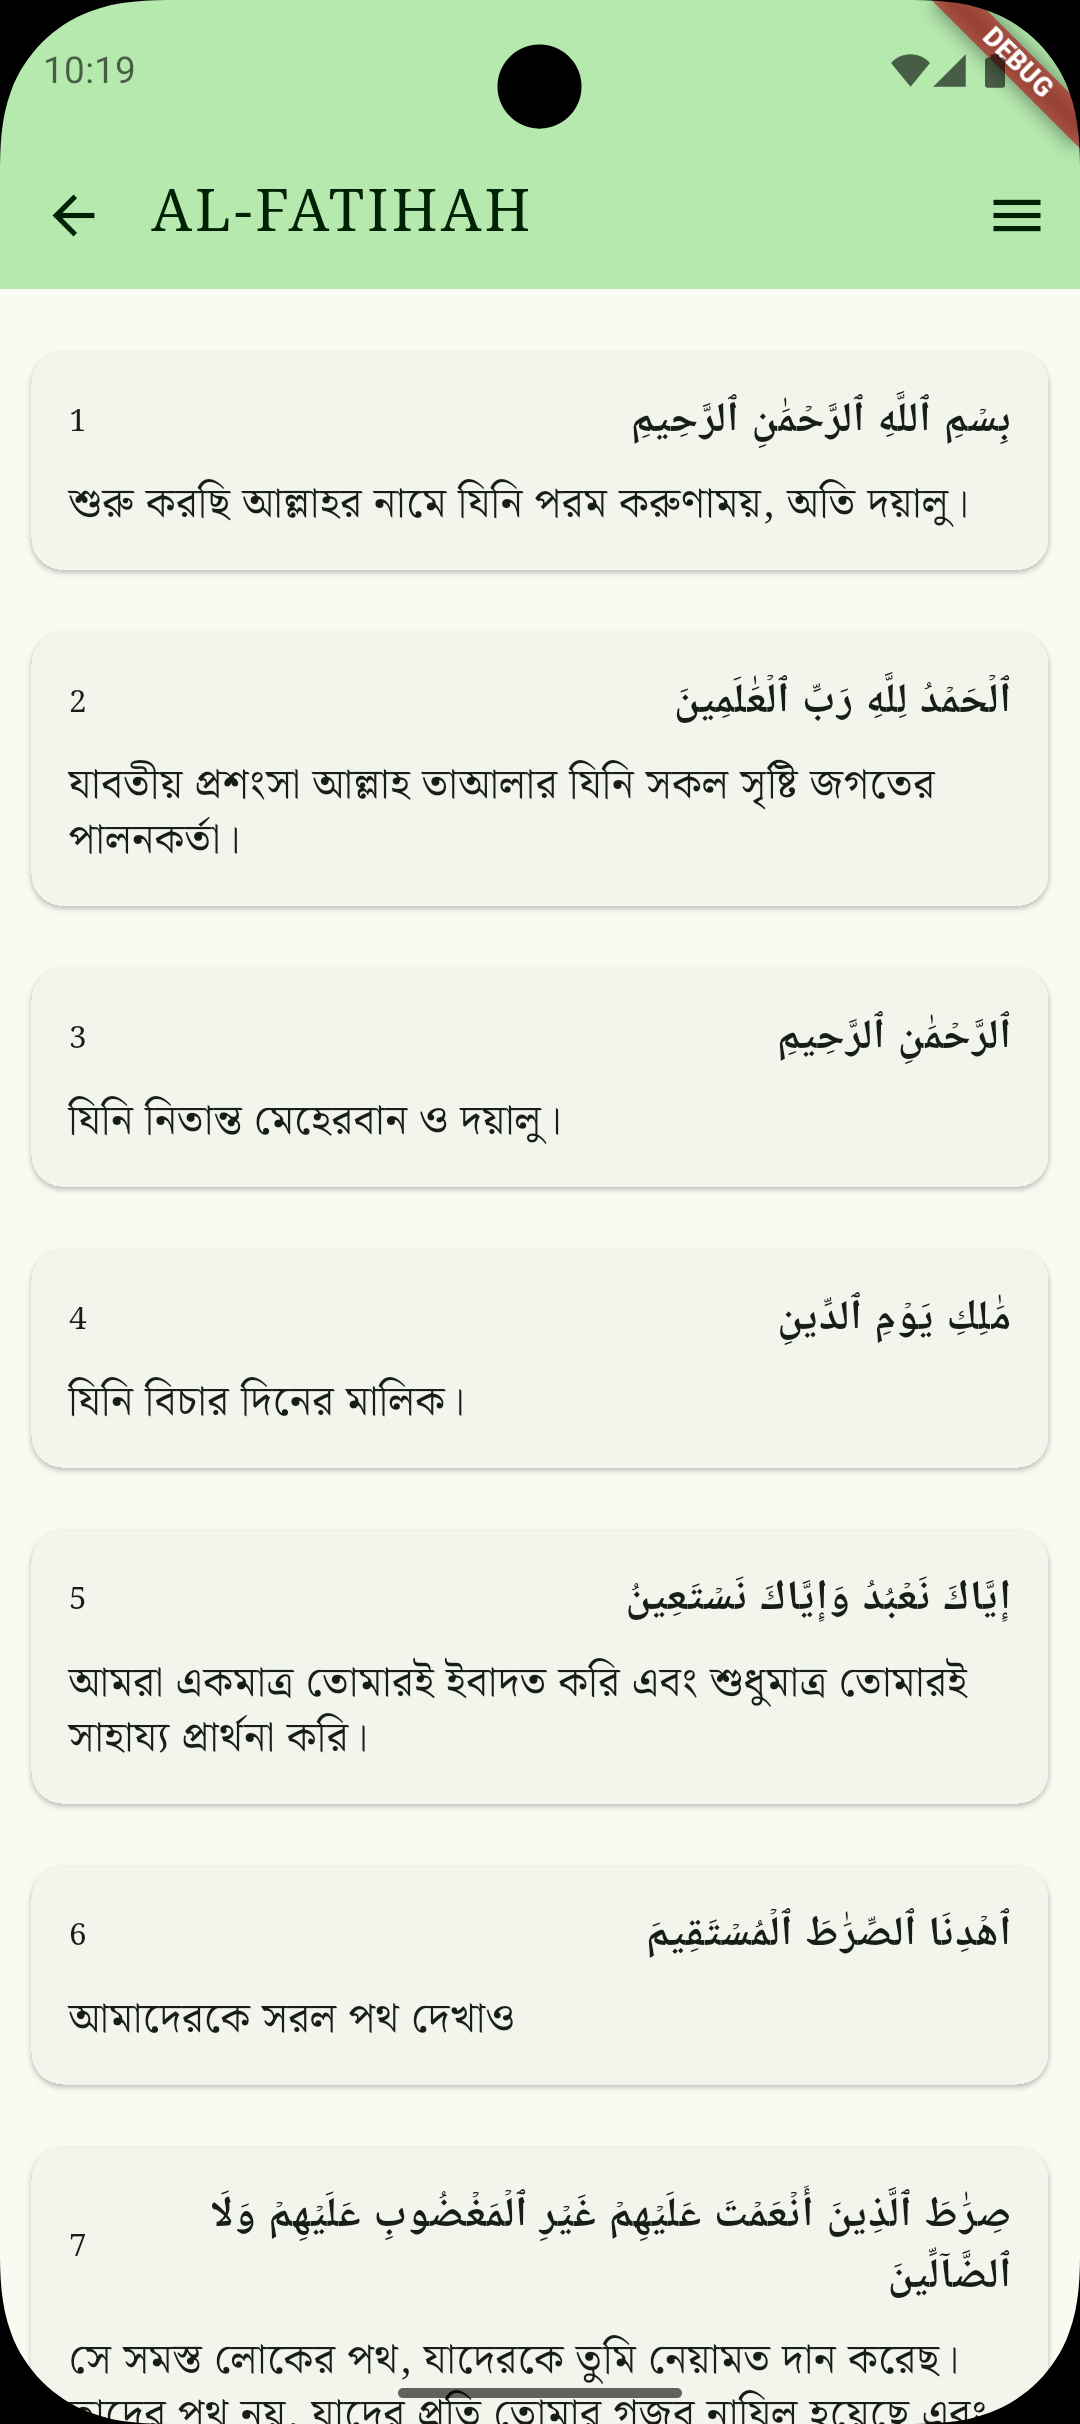 10:19
DEBUG
AL-FATIHAH
1
بِسۡمِ ٱللَّهِ ٱلرَّحۡمَٰنِ ٱلرَّحِيمِ
শুরু করছি আল্লাহর নামে যিনি পরম করুণাময়, অতি দয়ালু।
2
ٱلۡحَمۡدُ لِلَّهِ رَبِّ ٱلۡعَٰلَمِينَ
যাবতীয় প্রশংসা আল্লাহ তাআলার যিনি সকল সৃষ্টি জগতের
পালনকর্তা।
3
ٱلرَّحۡمَٰنِ ٱلرَّحِيمِ
যিনি নিতান্ত মেহেরবান ও দয়ালু।
4
مَٰلِكِ يَوۡمِ ٱلدِّينِ
যিনি বিচার দিনের মালিক।
5
إِيَّاكَ نَعۡبُدُ وَإِيَّاكَ نَسۡتَعِينُ
আমরা একমাত্র তোমারই ইবাদত করি এবং শুধুমাত্র তোমারই
সাহায্য প্রার্থনা করি।
6
ٱهۡدِنَا ٱلصِّرَٰطَ ٱلۡمُسۡتَقِيمَ
আমাদেরকে সরল পথ দেখাও
7
صِرَٰطَ ٱلَّذِينَ أَنۡعَمۡتَ عَلَيۡهِمۡ غَيۡرِ ٱلۡمَغۡضُوبِ عَلَيۡهِمۡ وَلَا
ٱلضَّآلِّينَ
সে সমস্ত লোকের পথ, যাদেরকে তুমি নেয়ামত দান করেছ।
তাদের পথ নয়, যাদের প্রতি তোমার গজব নাযিল হয়েছে এবং